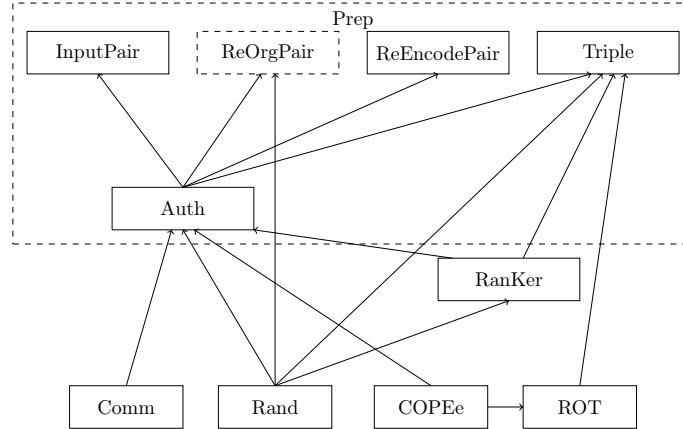 Prep
InputPair ReOrgPair ReEncodePair Triple
Auth
RanKer
Comm Rand COPEe ROT